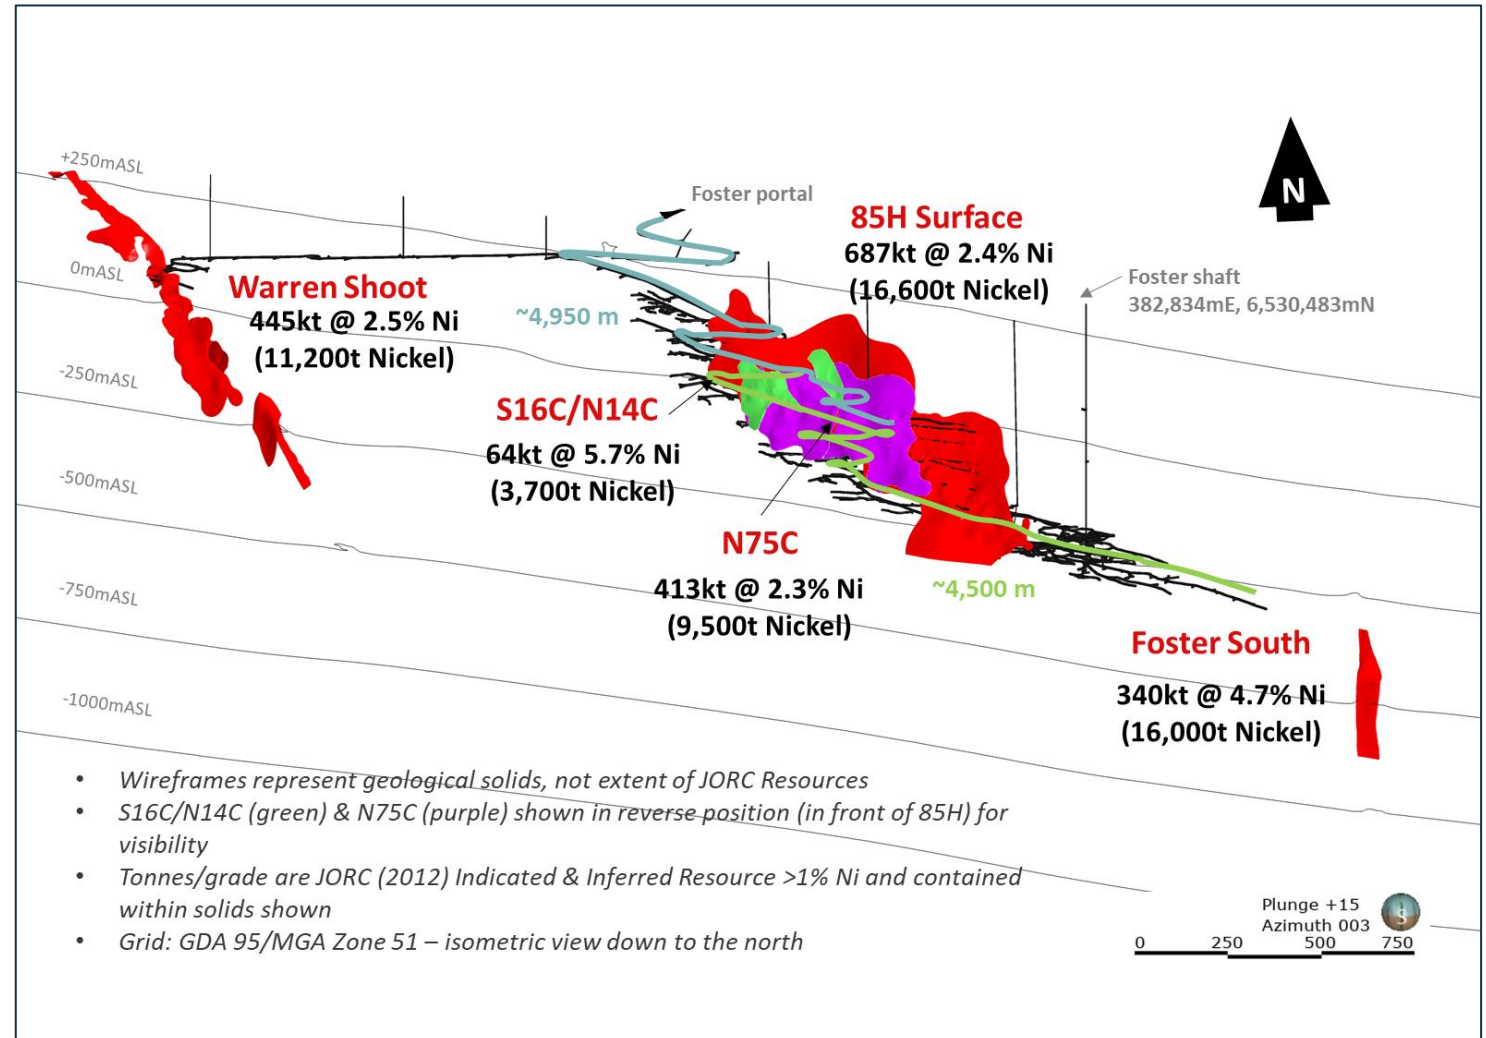 +250mASL
Foster portal
N
85H Surface
687kt @ 2.4% Ni
(16,600t Nickel)
0mASL
Warren Shoot
445kt @ 2.5% Ni
(11,200t Nickel)
~4,950 m
Foster shaft
382,834mE, 6,530,483mN
-250mASL
S16C/N14C
64kt @ 5.7% Ni
(3,700t Nickel)
-500mASL
N75C
413kt @ 2.3% Ni
(9,500t Nickel)
~4,500 m
-750mASL
Foster South
340kt @ 4.7% Ni
(16,000t Nickel)
-1000mASL
• Wireframes represent geological solids, not extent of JORC Resources
• S16C/N14C (green) & N75C (purple) shown in reverse position (in front of 85H) for
visibility
• Tonnes/grade are JORC (2012) Indicated & Inferred Resource >1% Ni and contained
within solids shown
• Grid: GDA 95/MGA Zone 51 – isometric view down to the north
Plunge +15
Azimuth 003
S
0 250 500 750